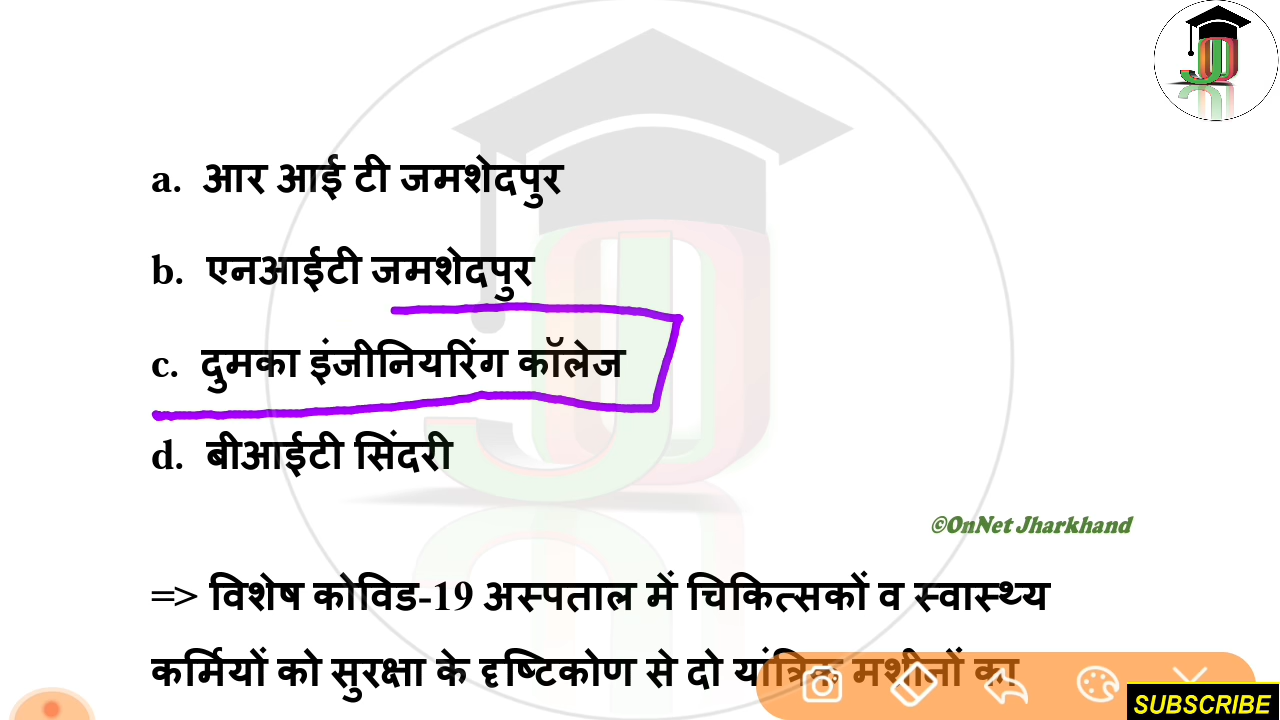 a. आर आई टी जमशेदपुर
b. एनआईटी जमशेदपुर
c. दुमका इंजीनियरिंग कॉलेज
d. बीआईटी सिंदरी
©OnNet Jharkhand
=> विशेष कोविड-19 अस्पताल में चिकित्सकों व स्वास्थ्य
कर्मियों को सुरक्षा के दृष्टिकोण से दो यांत्रिक मशीनों का
SUBSCRIBE